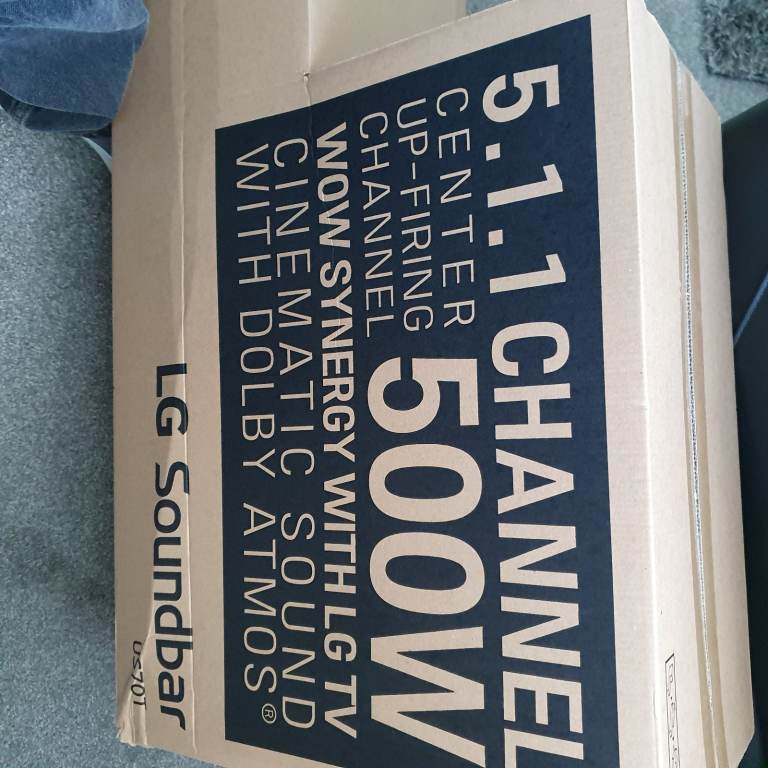 5.1.1 CHANNEL
CENTER
UP-FIRING
CHANNEL
500W
WOW SYNERGY WITH LG TV
CINEMATIC SOUND
WITH DOLBY ATMOS®
LG Soundbar
US70T